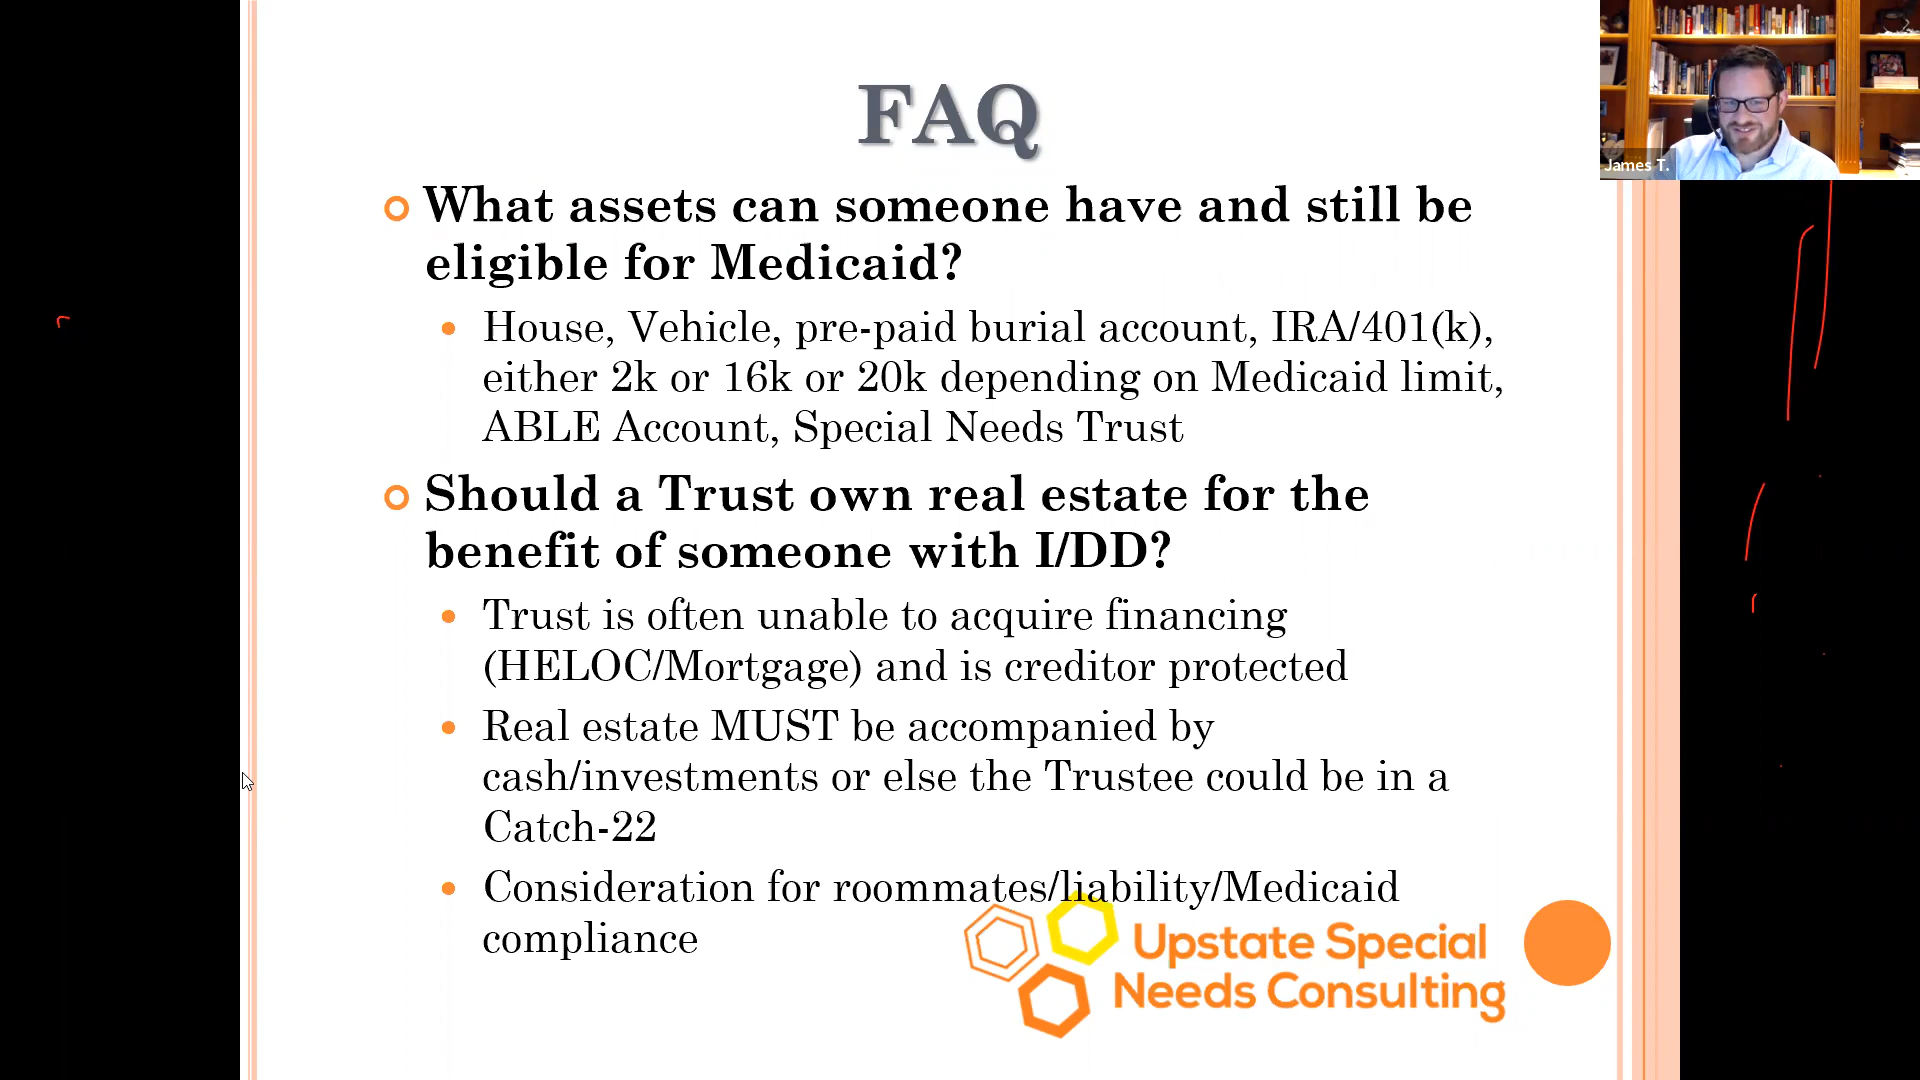 FAQ
What assets can someone have and still be
eligible for Medicaid?
House, Vehicle, pre-paid burial account, IRA/401(k),
either 2k or 16k or 20k depending on Medicaid limit,
ABLE Account, Special Needs Trust
Should a Trust own real estate for the
benefit of someone with I/DD?
Trust is often unable to acquire financing
(HELOC/Mortgage) and is creditor protected
Real estate MUST be accompanied by
cash/investments or else the Trustee could be in a
Catch-22
Consideration for roommates/liability/Medicaid
compliance
Upstate Special
Needs Consulting
James T.